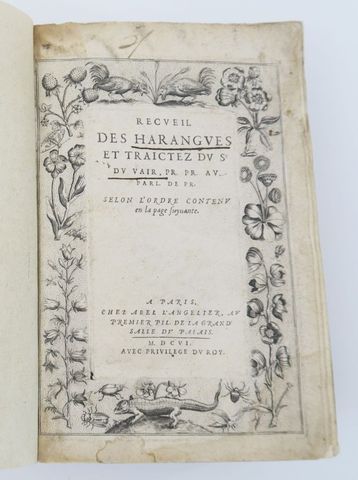 RECVEIL
DES HARANGVES
ET TRAICTEZ DV Sr
DV VAIR, PR. PR. AV
PARL. DE PR.
SELON L'ORDRE CONTENV
en la page suyuante.
A PARIS,
CHEZ ABEL L'ANGELIER, AV
PREMIER PIL. DE LA GRAND
SALLE DV PALAIS.
M. DCVI.
AVEC PRIVILEGE DV ROY.